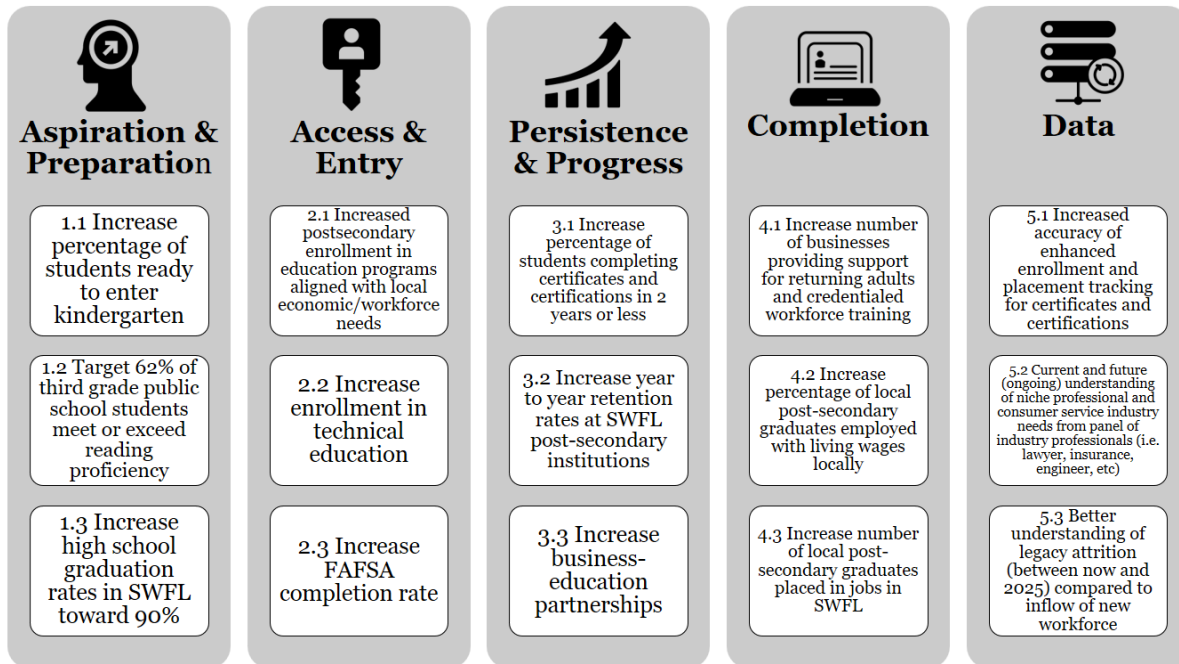 Aspiration &
Preparation
1.1 Increase
percentage of
students ready
to enter
kindergarten
1.2 Target 62% of
third grade public
school students
meet or exceed
reading
proficiency
1.3 Increase
high school
graduation
rates in SWFL
toward 90%
Access &
Entry
2.1 Increased
postsecondary
enrollment in
education programs
aligned with local
economic/workforce
needs
2.2 Increase
enrollment in
technical
education
2.3 Increase
FAFSA
completion rate
Persistence
& Progress
3.1 Increase
percentage of
students completing
certificates and
certifications in 2
years or less
3.2 Increase year
to year retention
rates at SWFL
post-secondary
institutions
3.3 Increase
business-
education
partnerships
Completion
4.1 Increase number
of businesses
providing support
for returning adults
and credentialed
workforce training
4.2 Increase
percentage of local
post-secondary
graduates employed
with living wages
locally
4.3 Increase number
of local post-
secondary graduates
placed in jobs in
SWFL
Data
5.1 Increased
accuracy of
enhanced
enrollment and
placement tracking
for certificates and
certifications
5.2 Current and future
(ongoing) understanding
of niche professional and
consumer service industry
needs from panel of
industry professionals (i.e.
lawyer, insurance,
engineer, etc)
5.3 Better
understanding of
legacy attrition
(between now and
2025) compared to
inflow of new
workforce